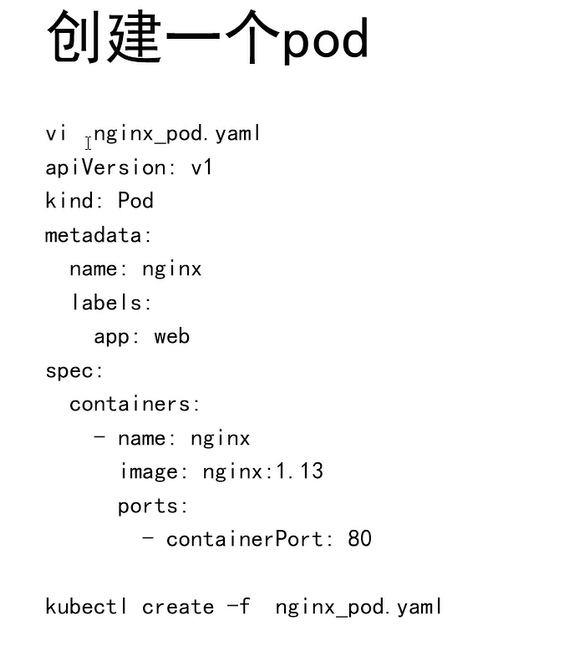 创建一个pod
vi  nginx_pod.yaml
apiVersion: v1
kind: Pod
metadata:
  name: nginx
  labels:
    app: web
spec:
  containers:
    - name: nginx
      image: nginx:1.13
      ports:
        - containerPort: 80
kubectl create -f  nginx_pod.yaml